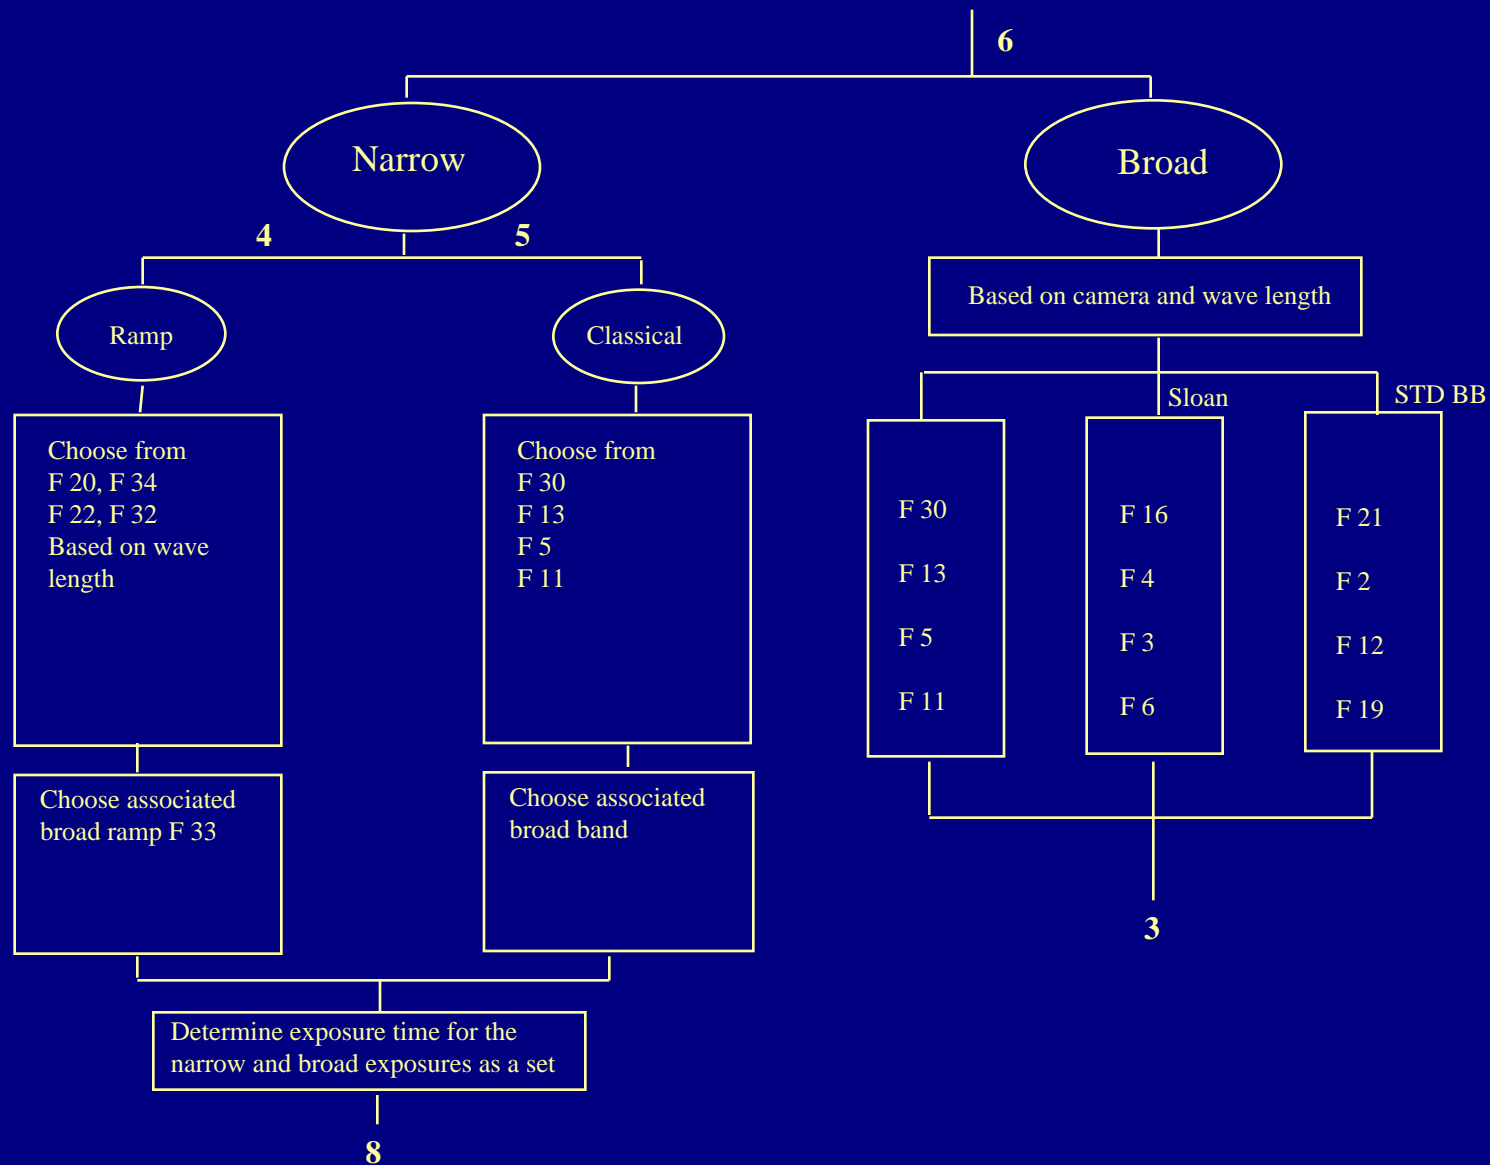 6
Narrow
Broad
4
5
Ramp
Classical
Based on camera and wave length
Sloan
STD BB
Choose from
F 20, F 34
F 22, F 32
Based on wave
length
Choose from
F 30
F 13
F 5
F 11
F 30
F 13
F 5
F 11
F 16
F 4
F 3
F 6
F 21
F 2
F 12
F 19
Choose associated
broad ramp F 33
Choose associated
broad band
3
Determine exposure time for the
narrow and broad exposures as a set
8